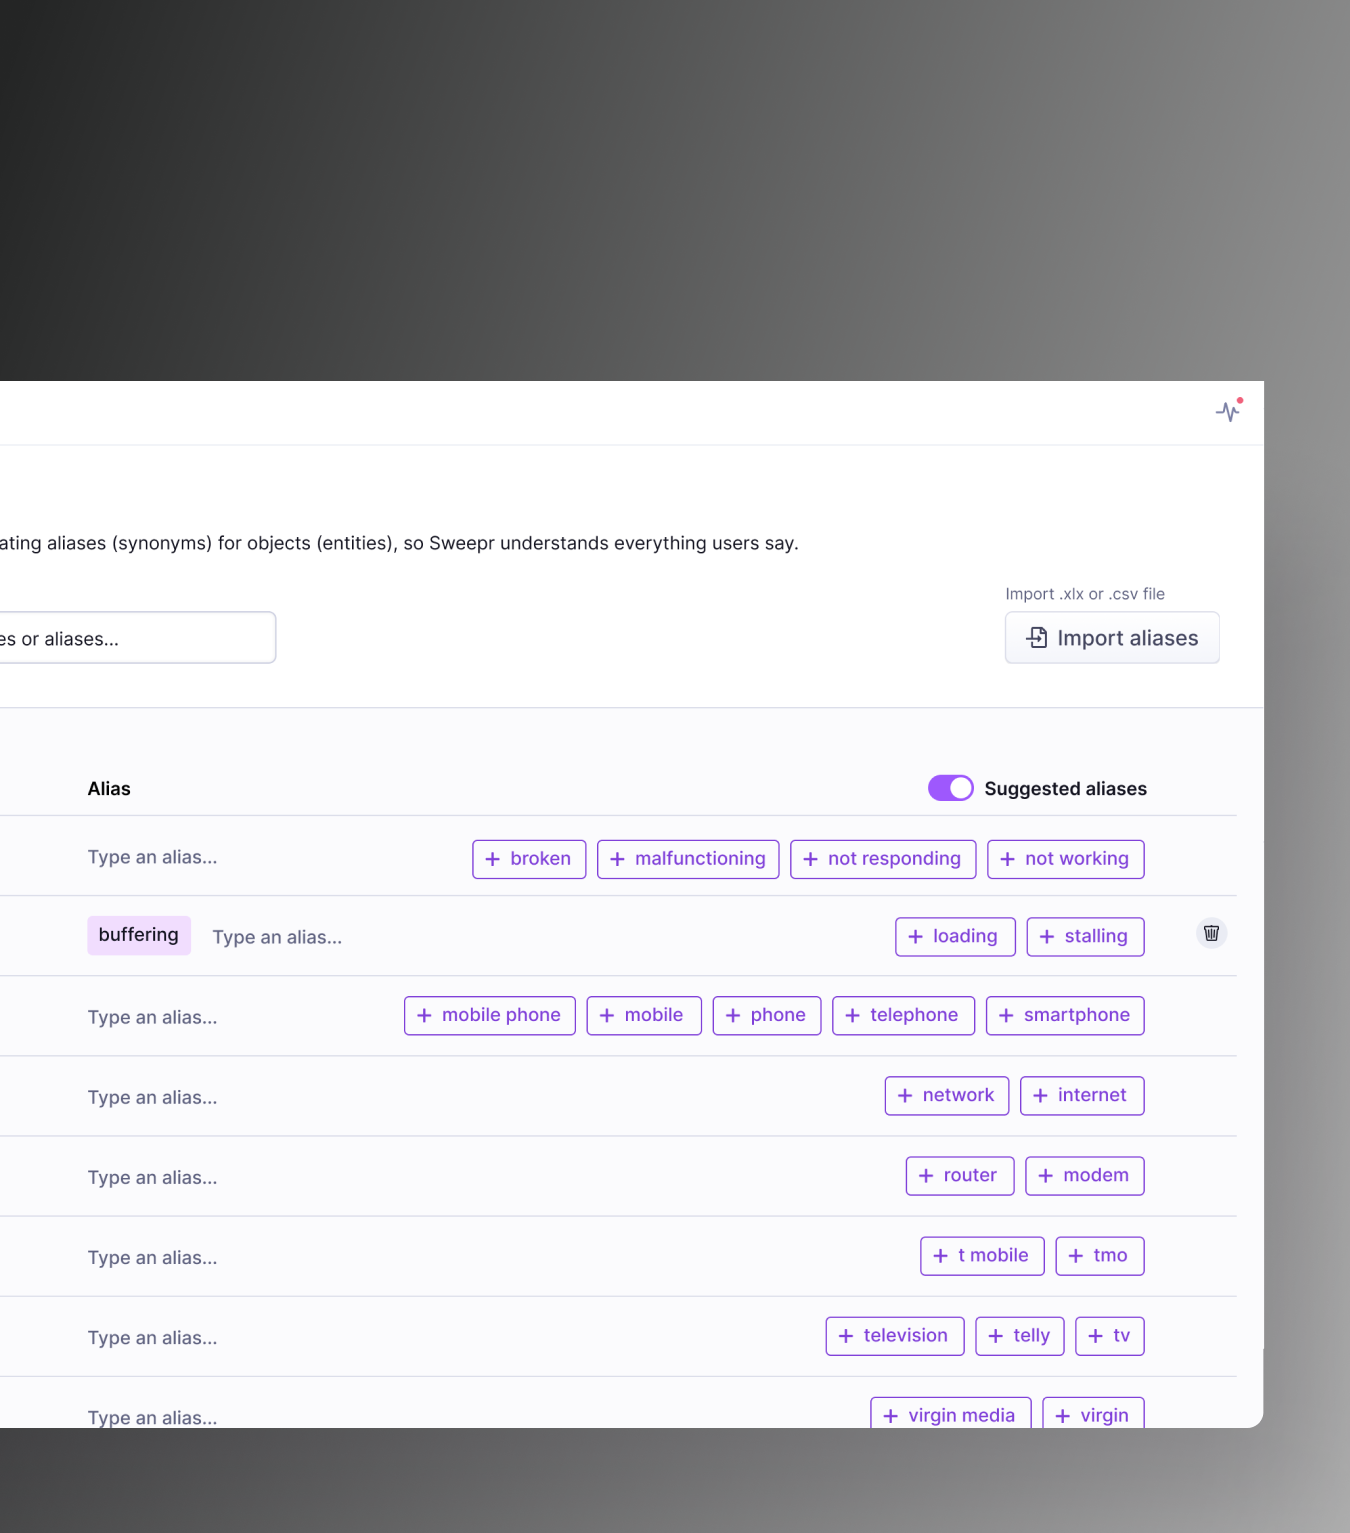 ating aliases (synonyms) for objects (entities), so Sweepr understands everything users say.
Import .xlx or .csv file
es or aliases...
Import aliases
Alias
Suggested aliases
Type an alias...
+ broken
+ malfunctioning
+ not responding
+ not working
buffering
Type an alias...
+ loading
+ stalling
Type an alias...
+ mobile phone
+ mobile
+ phone
+ telephone
+ smartphone
Type an alias...
+ network
+ internet
Type an alias...
+ router
+ modem
Type an alias...
+ t mobile
+ tmo
Type an alias...
+ television
+ telly
+ tv
Type an alias...
+ virgin media
+ virgin